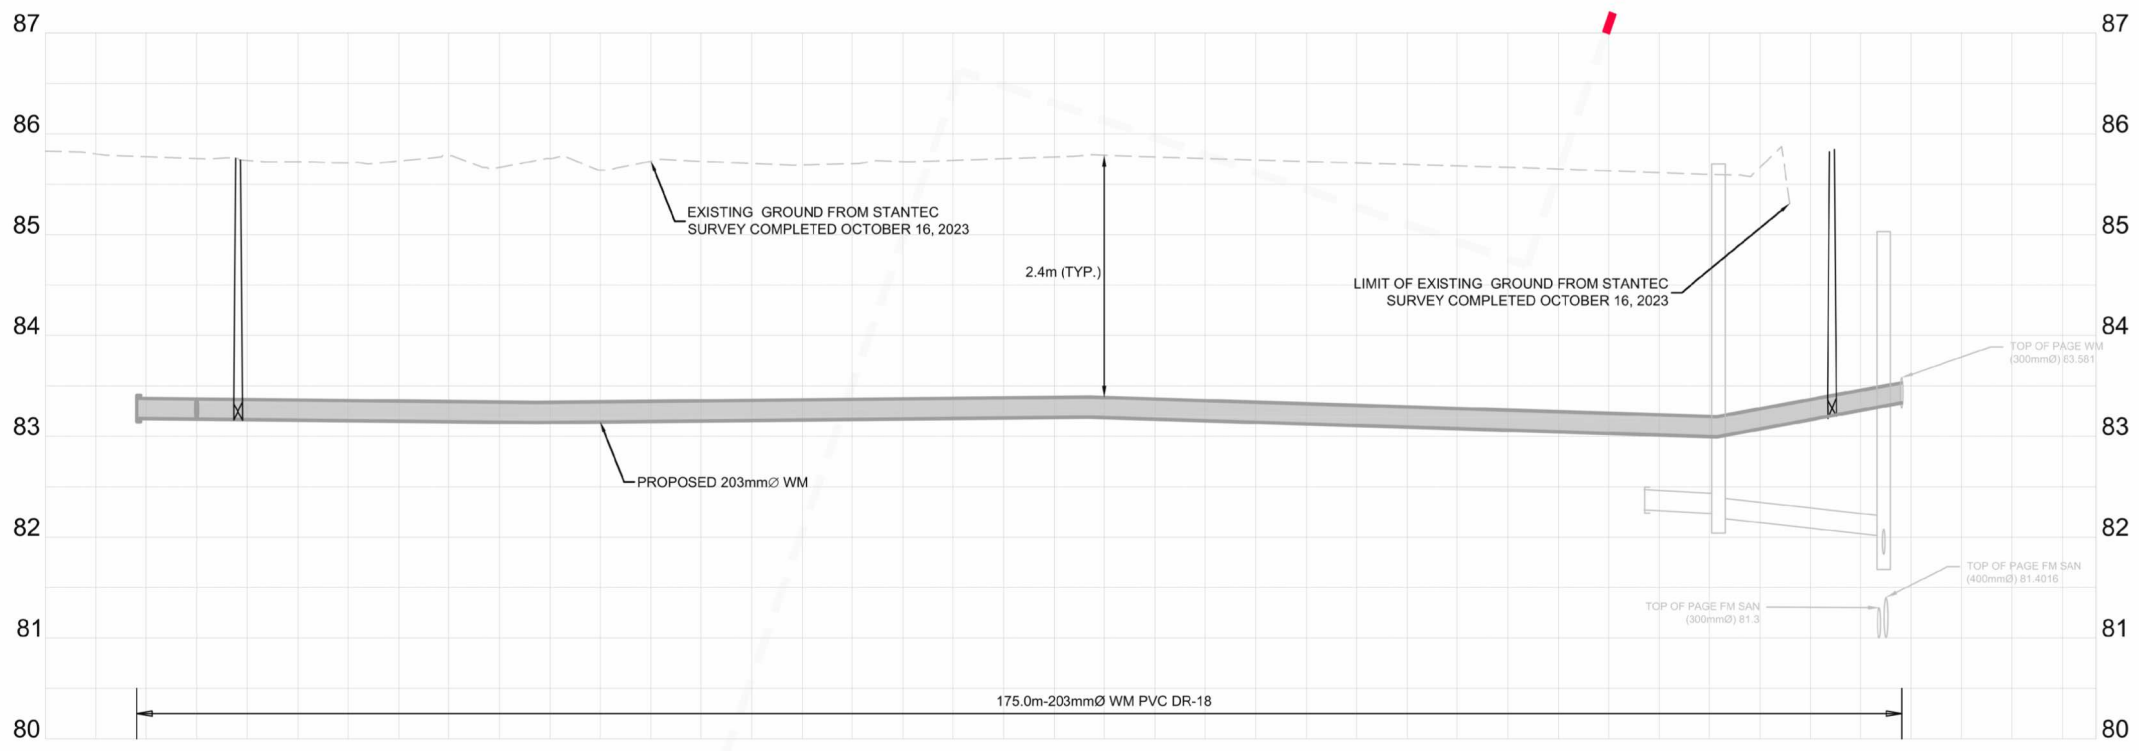 87
87
86
86
EXISTING GROUND FROM STANTEC
SURVEY COMPLETED OCTOBER 16, 2023
85
85
2.4m (TYP.)
LIMIT OF EXISTING GROUND FROM STANTEC
SURVEY COMPLETED OCTOBER 16, 2023
84
84
TOP OF PAGE WM
(300mmØ) 63.581
83
83
PROPOSED 203mmØ WM
82
82
TOP OF PAGE FM SAN
(400mmØ) 81.4016
TOP OF PAGE FM SAN
(300mmØ) 81.3
81
81
175.0m-203mmØ WM PVC DR-18
80
80